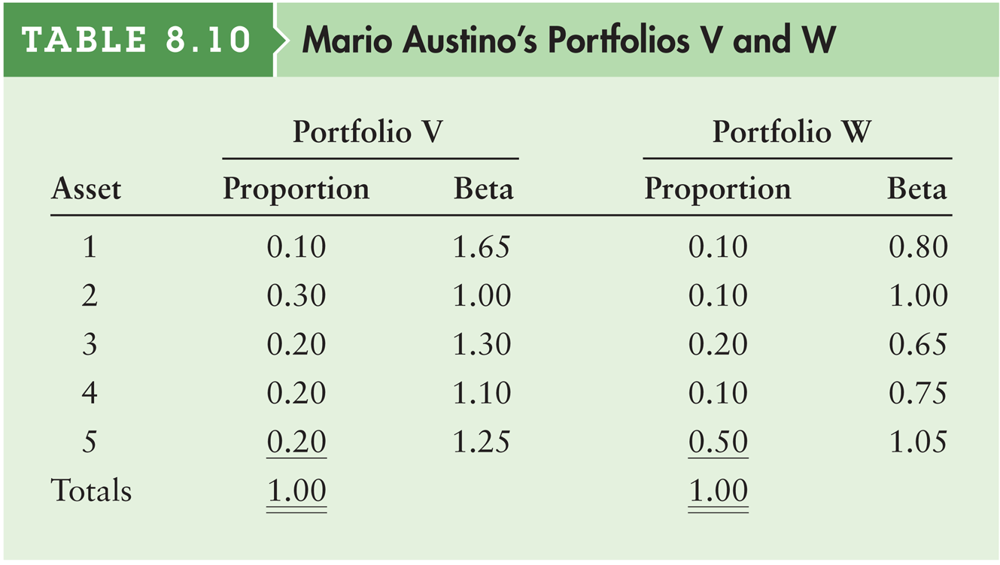 TABLE 8.10 Mario Austino's Portfolios V and W
Portfolio V Portfolio W
Asset Proportion Beta Proportion Beta
1 0.10 1.65 0.10 0.80
2 0.30 1.00 0.10 1.00
3 0.20 1.30 0.20 0.65
4 0.20 1.10 0.10 0.75
5 0.20 1.25 0.50 1.05
Totals 1.00 1.00